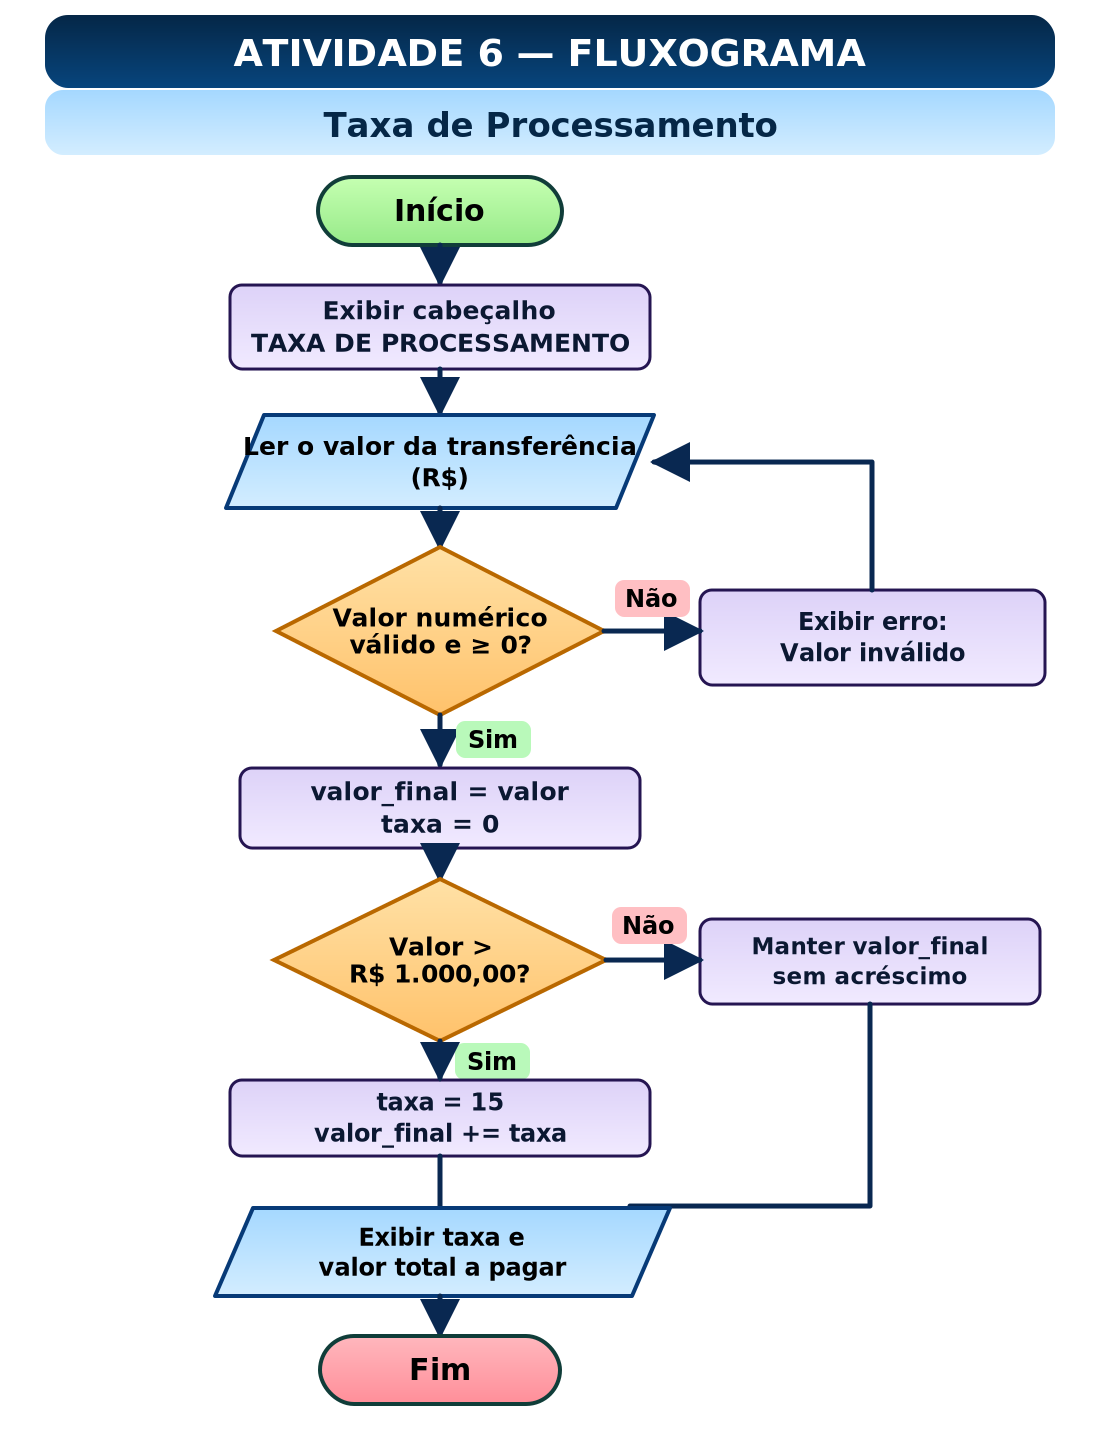 ATIVIDADE 6 — FLUXOGRAMA
Taxa de Processamento
Início
Exibir cabeçalho
TAXA DE PROCESSAMENTO
Ler o valor da transferência
(R$)
Valor numérico
válido e ≥ 0?
Não
Exibir erro:
Valor inválido
Sim
valor_final = valor
taxa = 0
Valor >
R$ 1.000,00?
Não
Manter valor_final
sem acréscimo
Sim
taxa = 15
valor_final += taxa
Exibir taxa e
valor total a pagar
Fim